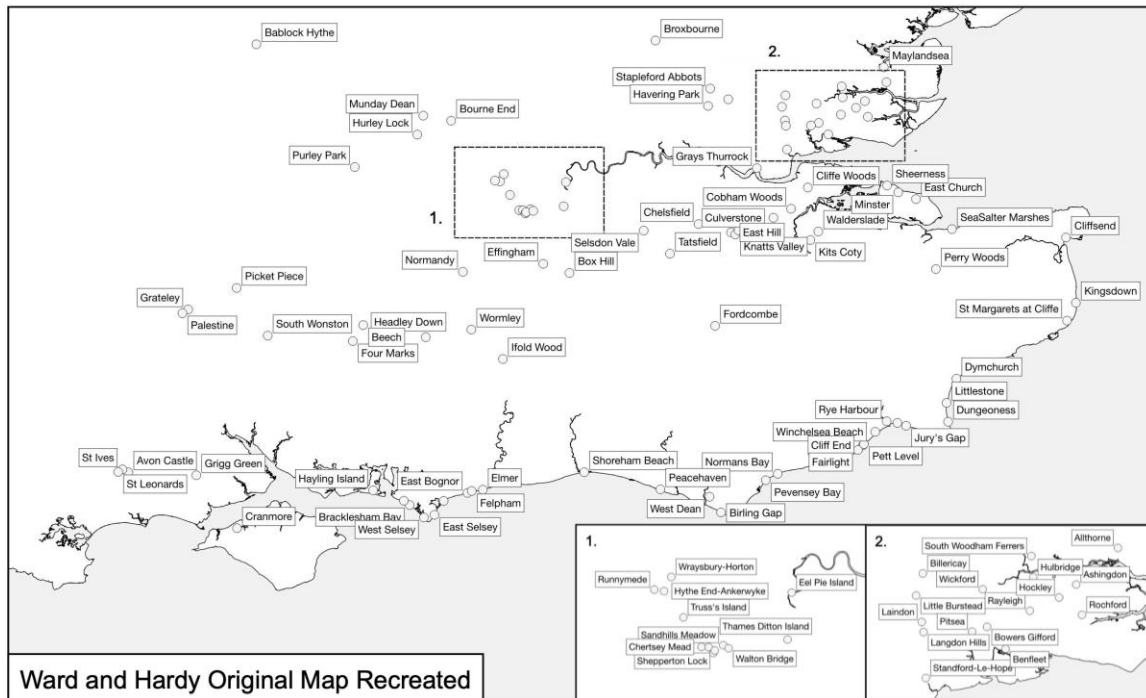 Bablock Hythe
Broxbourne
2.
Maylandsea
Stapleford Abbots
Havering Park
Munday Dean
Bourne End
Hurley Lock
Purley Park
Grays Thurrock
Cliffe Woods
Sheerness
East Church
Cobham Woods
Minster
1.
Chelsfield
Culverstone
Walderslade
SeaSalter Marshes
East Hill
Selsdon Vale
Tatsfield
Knatts Valley
Kits Coty
Cliffsend
Effingham
Box Hill
Normandy
Perry Woods
Picket Piece
Grateley
Palestine
Kingsdown
St Margarets at Cliffe
South Wonston
Headley Down
Wormley
Fordcombe
Beech
Four Marks
Ifold Wood
Dymchurch
Littlestone
Rye Harbour
Dungeoness
Winchelsea Beach
Jury's Gap
Cliff End
Pett Level
Fairlight
St Ives
Avon Castle
Grigg Green
St Leonards
Hayling Island
East Bognor
Elmer
Shoreham Beach
Normans Bay
Peacehaven
Felpham
Pevensey Bay
West Dean
Birling Gap
Cranmore
Bracklesham Bay
West Selsey
East Selsey
1.
Wraysbury-Horton
Runnymede
Hythe End-Ankerwyke
Eel Pie Island
Truss's Island
Thames Ditton Island
Sandhills Meadow
Chertsey Mead
Shepperton Lock
Walton Bridge
2.
Allthorne
South Woodham Ferrers
Billericay
Hulbridge
Wickford
Ashingdon
Hockley
Laindon
Little Burstead
Rayleigh
Rochford
Pitsea
Langdon Hills
Bowers Gifford
Benfleet
Standford-Le-Hope
Ward and Hardy Original Map Recreated